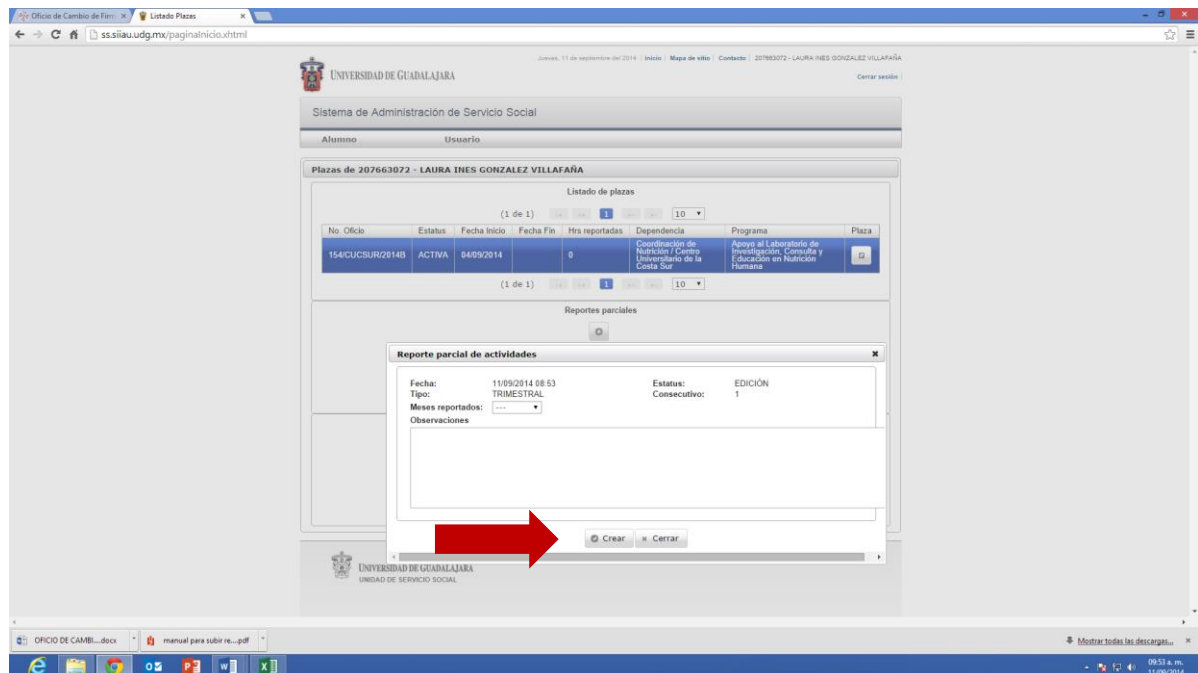 Oficio de Cambio de Firm
Listado Plazas
ss.siiau.udg.mx/paginaInicio.xhtml
Jueves, 11 de septiembre del 2014 | Inicio | Mapa de sitio | Contacto | 207663072 - LAURA INES GONZALEZ VILLAFAÑA
UNIVERSIDAD DE GUADALAJARA
Cerrar sesión
Sistema de Administración de Servicio Social
Alumno Usuario
Plazas de 207663072 - LAURA INES GONZALEZ VILLAFAÑA
Listado de plazas
(1 de 1) 1 10
No. Oficio Estatus Fecha Inicio Fecha Fin Hrs reportadas Dependencia Programa Plaza
154/CUCSUR/2014B ACTIVA 04/09/2014 0 Coordinación de Nutrición / Centro Universitario de la Costa Sur Apoyo al Laboratorio de Investigación, Consulta y Educación en Nutrición Humana
(1 de 1) 1 10
Reportes parciales
Reporte parcial de actividades
Fecha: 11/09/2014 08:53 Estatus: EDICIÓN
Tipo: TRIMESTRAL Consecutivo: 1
Meses reportados: ---
Observaciones
Crear Cerrar
UNIVERSIDAD DE GUADALAJARA
UNIDAD DE SERVICIO SOCIAL
OFICIO DE CAMBI....docx
manual para subir re....pdf
Mostrar todas las descargas...
09:53 a. m.
11/09/2014